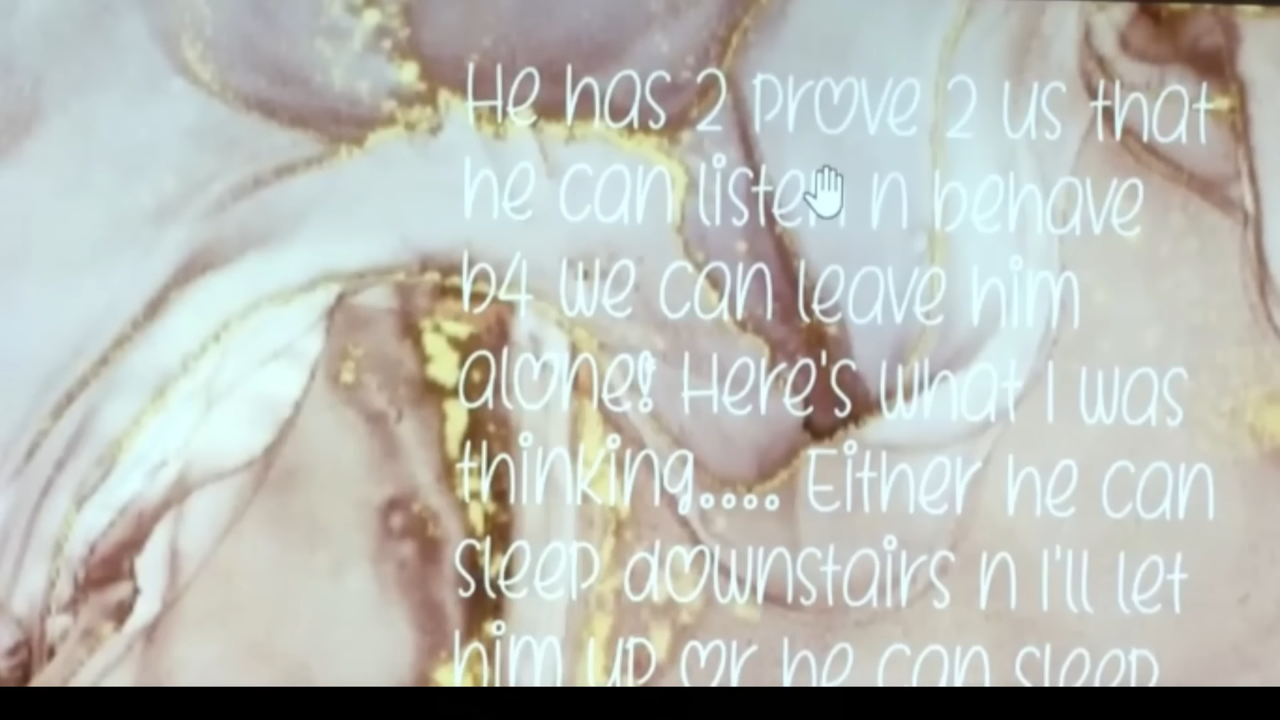 He has 2 prove 2 us that
he can listen n behave
b4 we can leave him
alone! Here's what I was
thinking.... Either he can
sleep downstairs n I'll let
him up or he can sleep